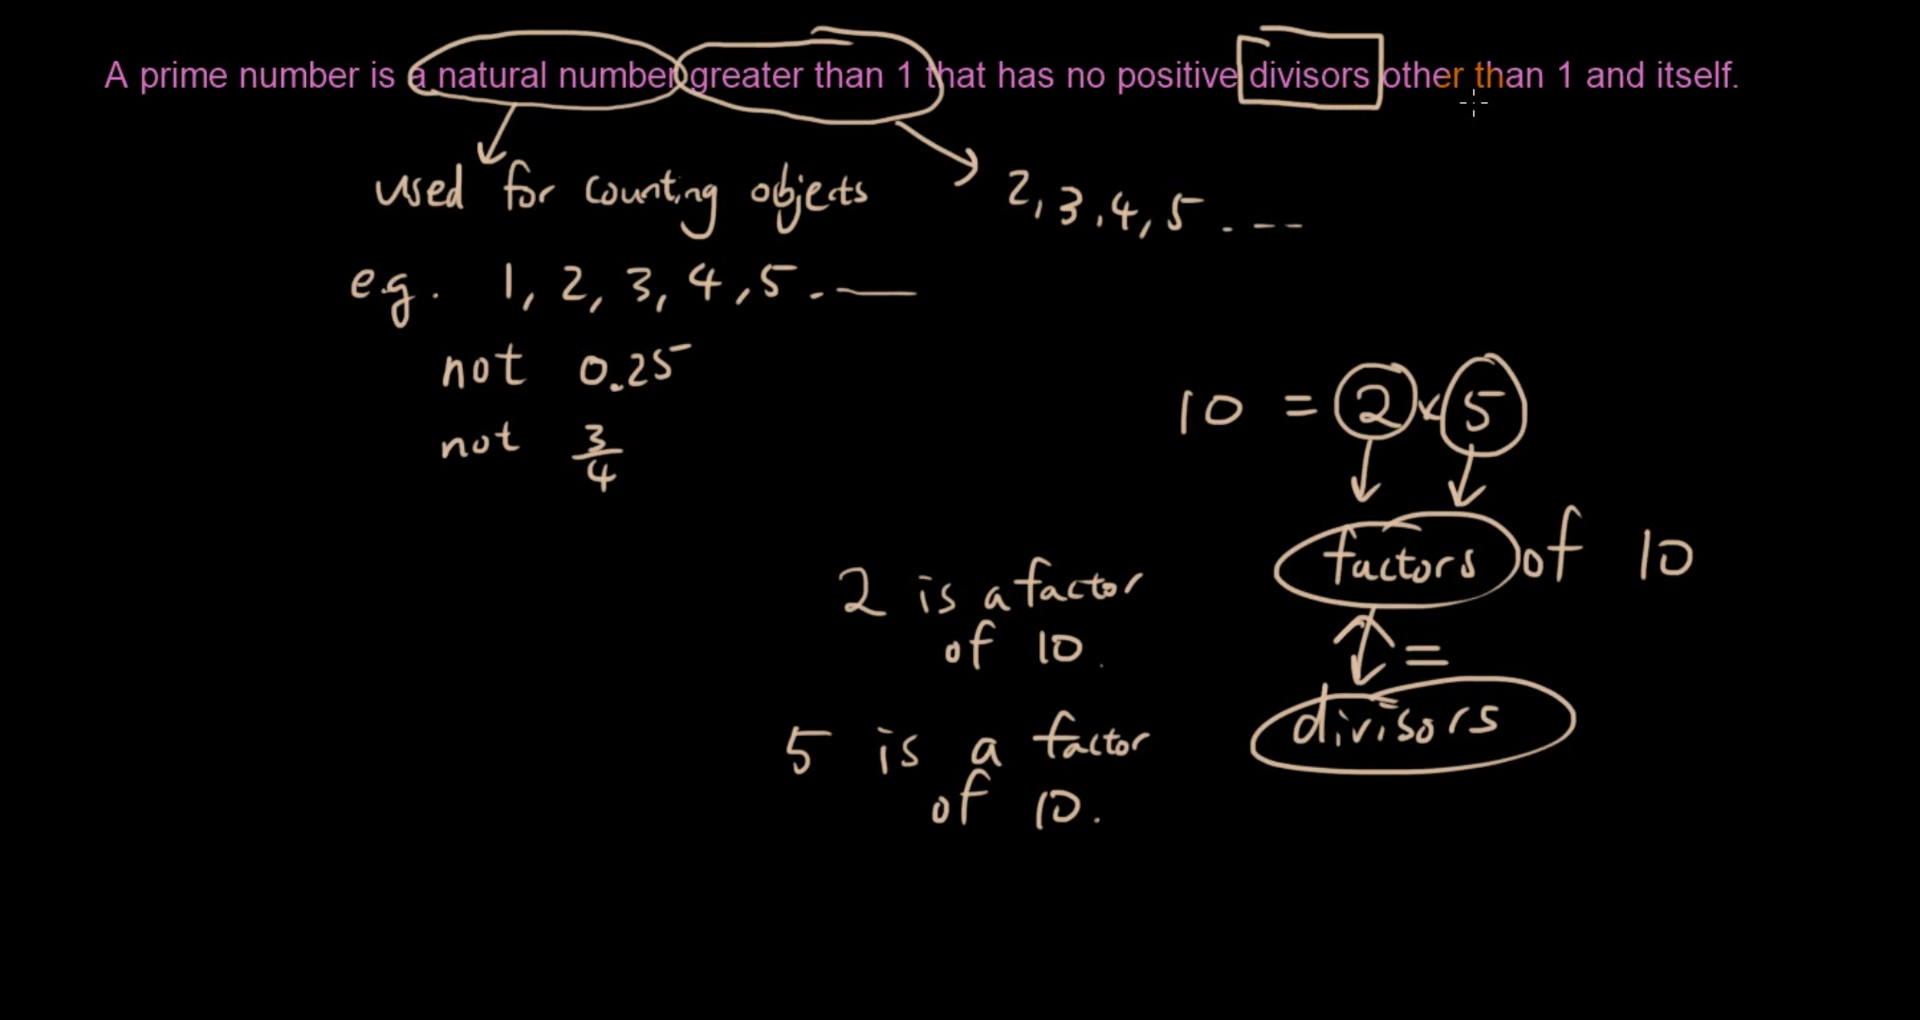 A prime number is a natural number greater than 1 that has no positive divisors other than 1 and itself.
used for counting objects
2, 3, 4, 5. ---
e.g. 1, 2, 3, 4, 5. —
not 0.25
not 3/4
10 = 2 x 5
factors of 10
2 is a factor
of 10.
=
divisors
5 is a factor
of 10.